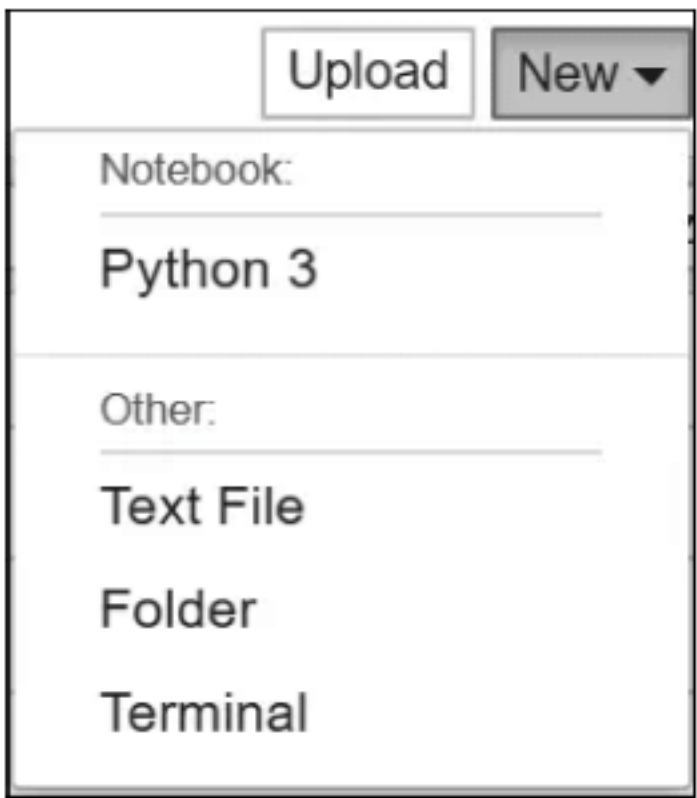 Upload New
Notebook:
Python 3
Other:
Text File
Folder
Terminal